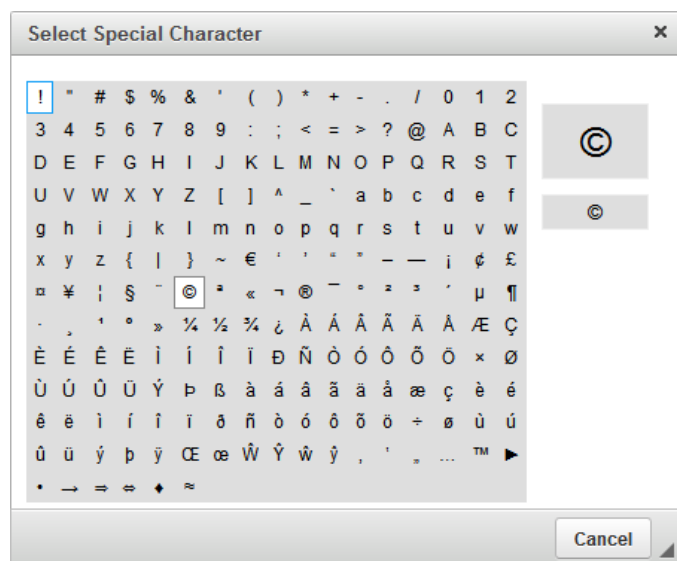 Select Special Character ×
! " # $ % & ' ( ) * + - . / 0 1 2
3 4 5 6 7 8 9 : ; < = > ? @ A B C
D E F G H I J K L M N O P Q R S T
U V W X Y Z [ ] ^ _ ` a b c d e f
g h i j k l m n o p q r s t u v w
x y z { | } ~ € ‘ ’ “ ” – — ¡ ¢ £
¤ ¥ ¦ § ¨ © ª « ¬ ® ¯ ° ² ³ ´ µ ¶
· ¸ ¹ º » ¼ ½ ¾ ¿ À Á Â Ã Ä Å Æ Ç
È É Ê Ë Ì Í Î Ï Ð Ñ Ò Ó Ô Õ Ö × Ø
Ù Ú Û Ü Ý Þ ß à á â ã ä å æ ç è é
ê ë ì í î ï ð ñ ò ó ô õ ö ÷ ø ù ú
û ü ý þ ÿ Œ œ Ŵ Ŷ ŵ ŷ ‚ ‛ „ … ™ ►
• → ⇒ ⇔ ♦ ≈
©
©
Cancel